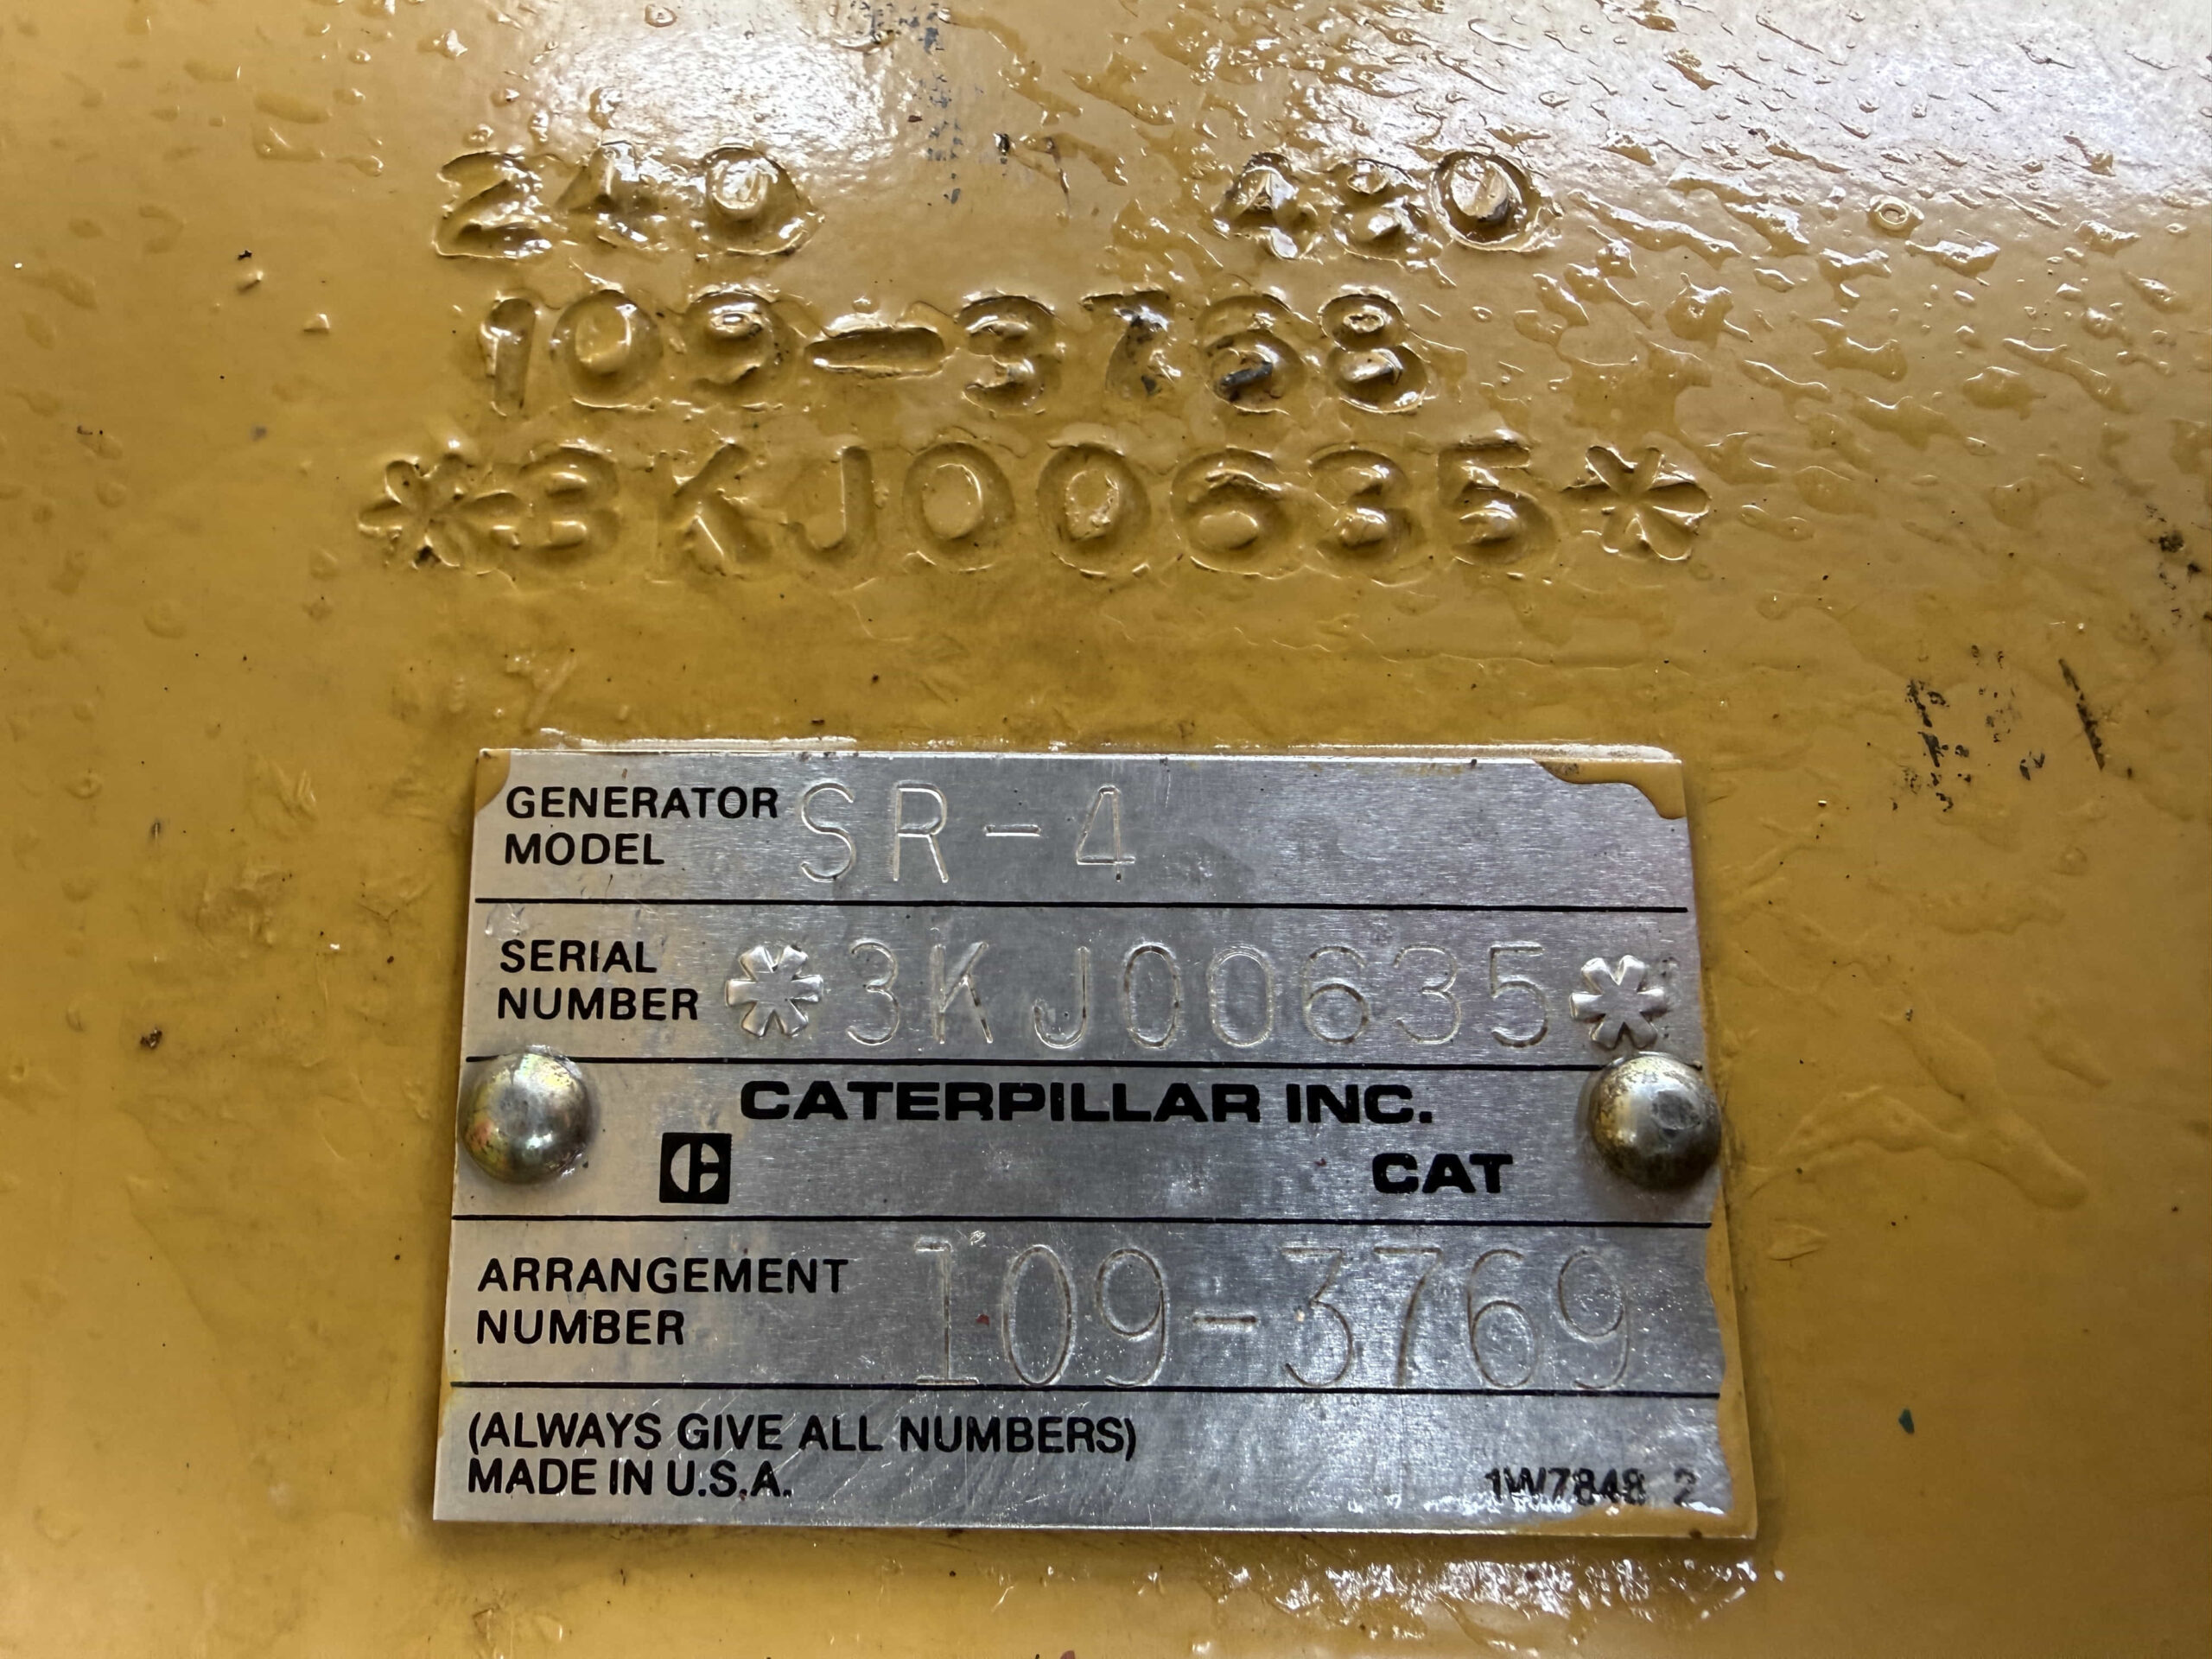 240 480
109-3768
*3KJ00635*
GENERATOR MODEL SR-4
SERIAL NUMBER *3KJ00635*
CATERPILLAR INC.
CAT
ARRANGEMENT NUMBER 109-3769
(ALWAYS GIVE ALL NUMBERS)
MADE IN U.S.A.
1W7848 2